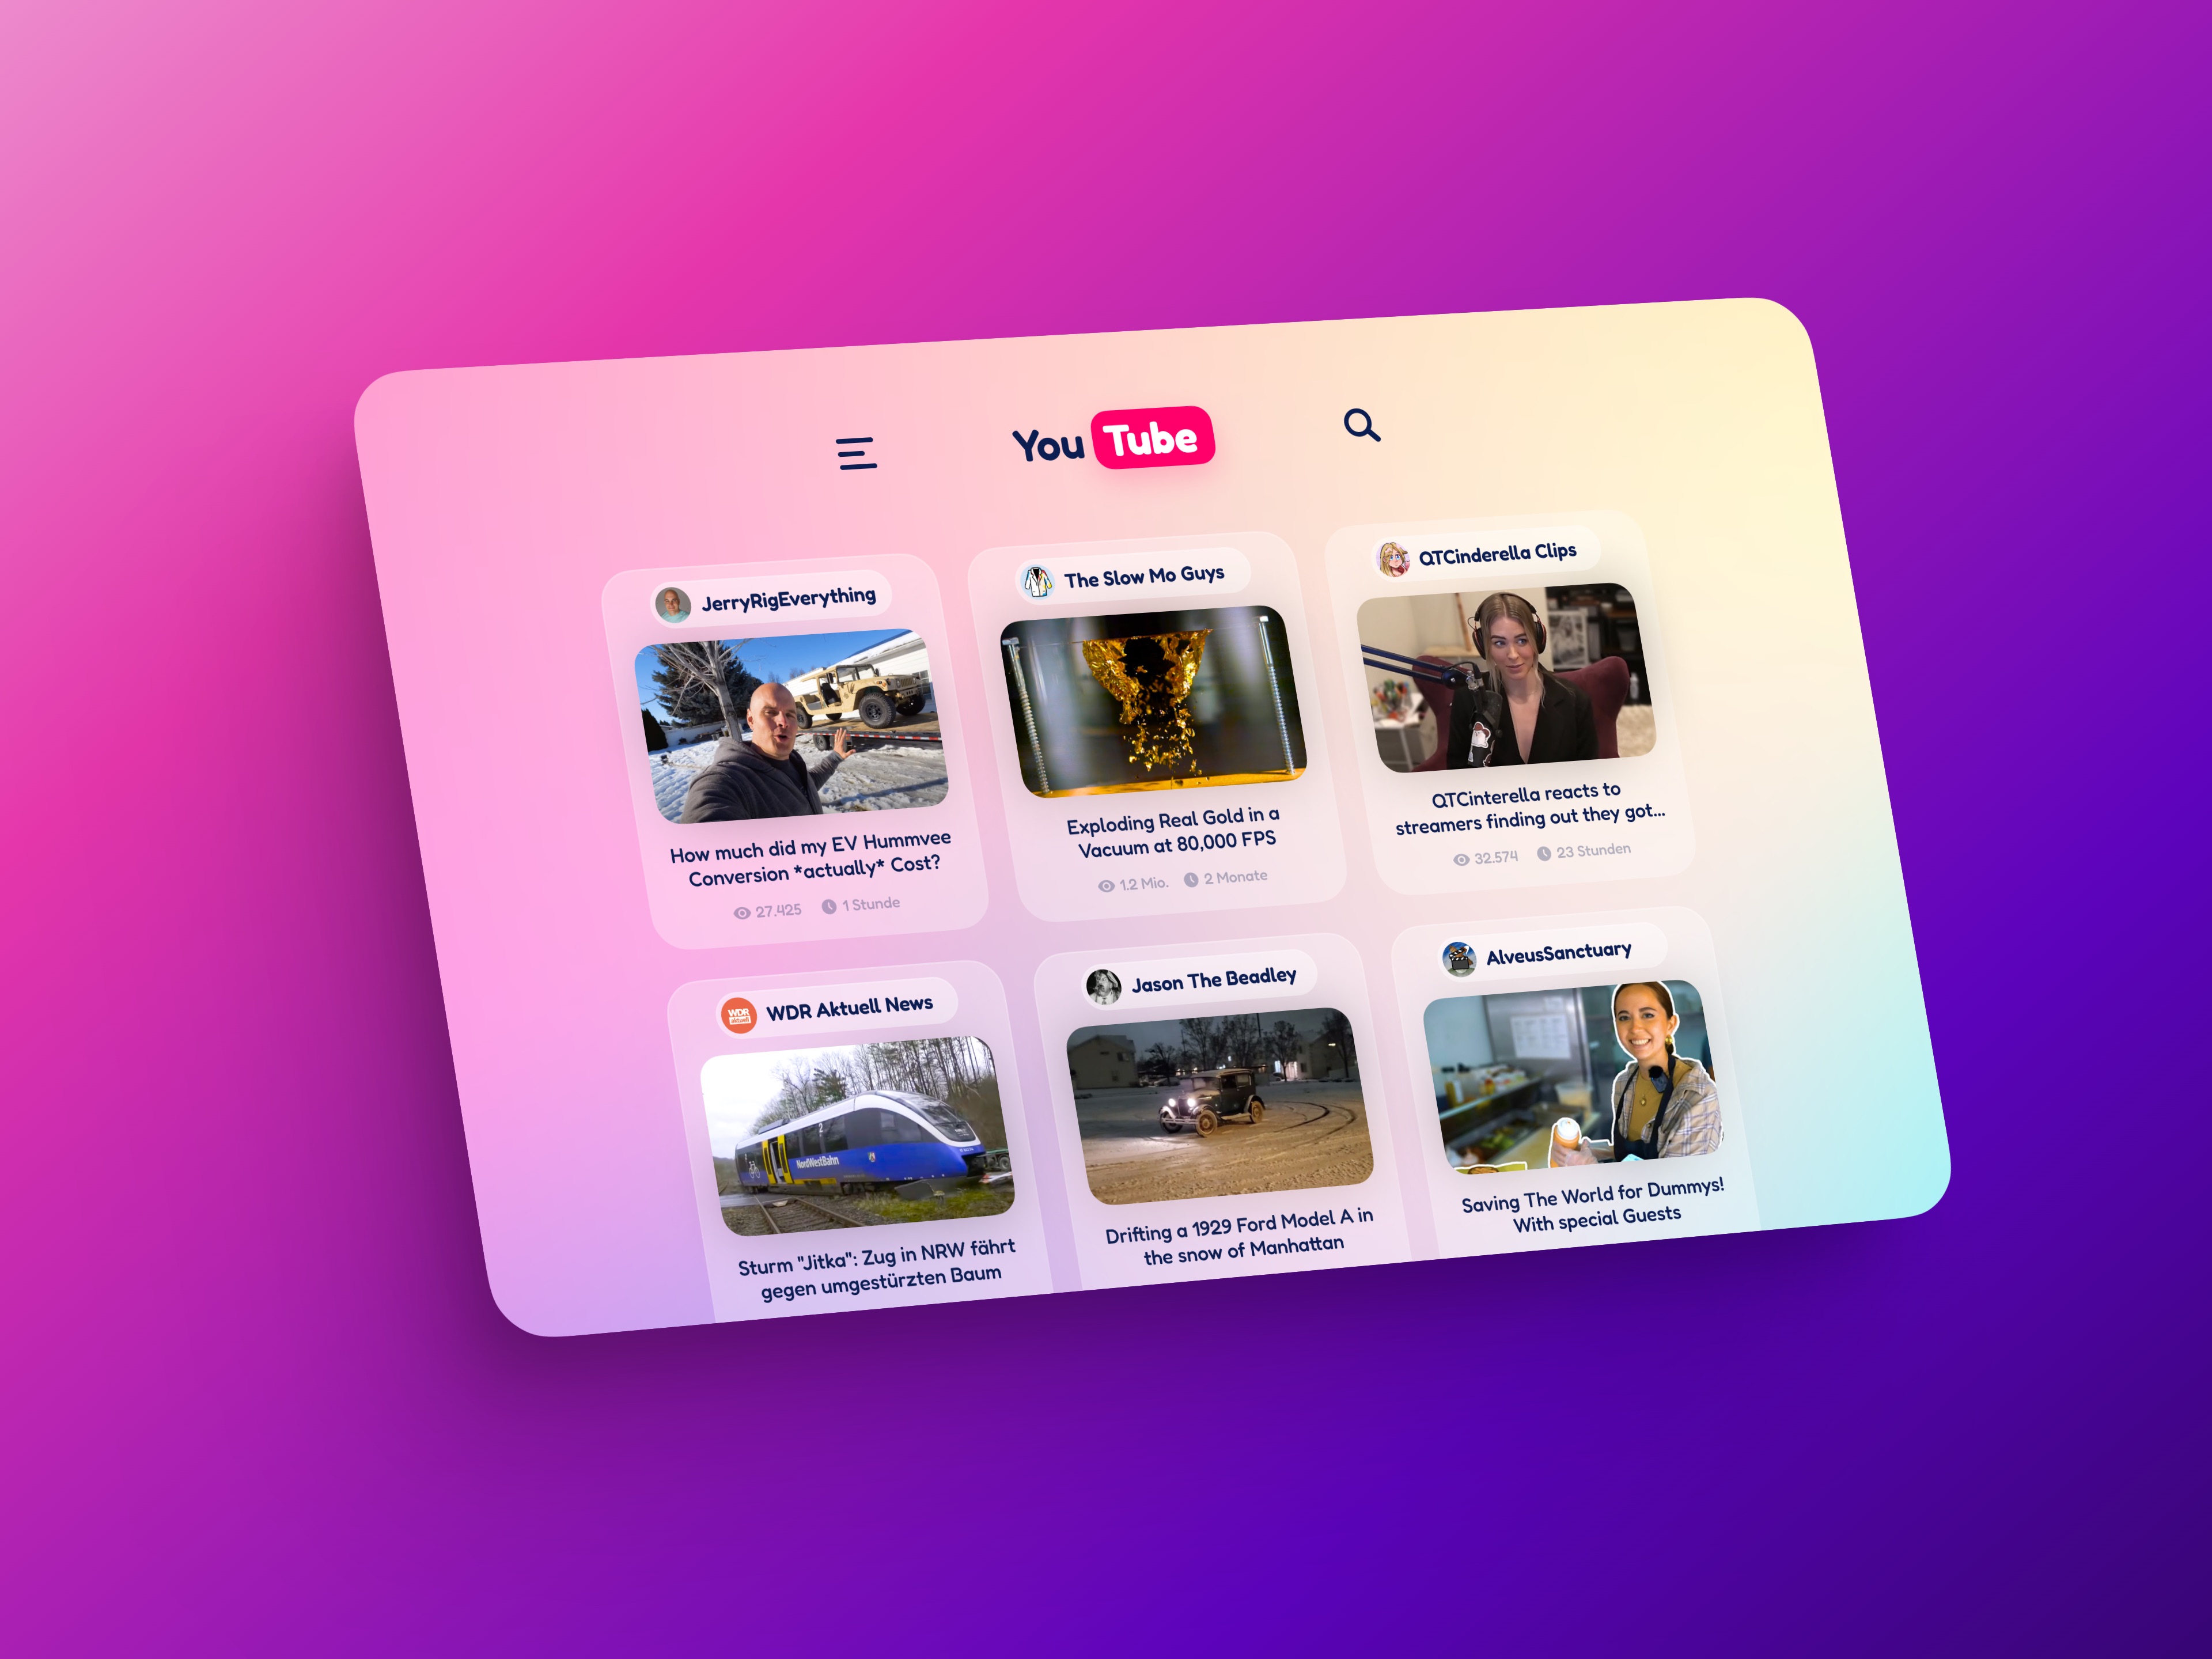 You Tube
JerryRigEverything
How much did my EV Hummvee
Conversion *actually* Cost?
27.425 1 Stunde
The Slow Mo Guys
Exploding Real Gold in a
Vacuum at 80,000 FPS
1.2 Mio. 2 Monate
QTCinderella Clips
QTCinterella reacts to
streamers finding out they got...
32.574 23 Stunden
WDR
aktuell
WDR Aktuell News
2
NordWestBahn
Sturm "Jitka": Zug in NRW fährt
gegen umgestürzten Baum
Jason The Beadley
Drifting a 1929 Ford Model A in
the snow of Manhattan
AlveusSanctuary
Saving The World for Dummys!
With special Guests